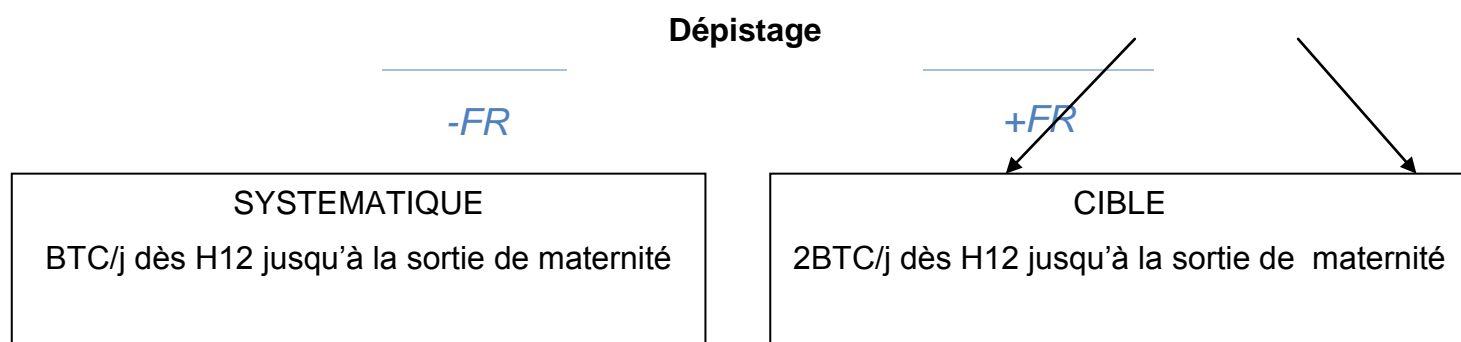 Dépistage
-FR
+FR
SYSTEMATIQUE
BTC/j dès H12 jusqu’à la sortie de maternité
CIBLE
2BTC/j dès H12 jusqu’à la sortie de maternité